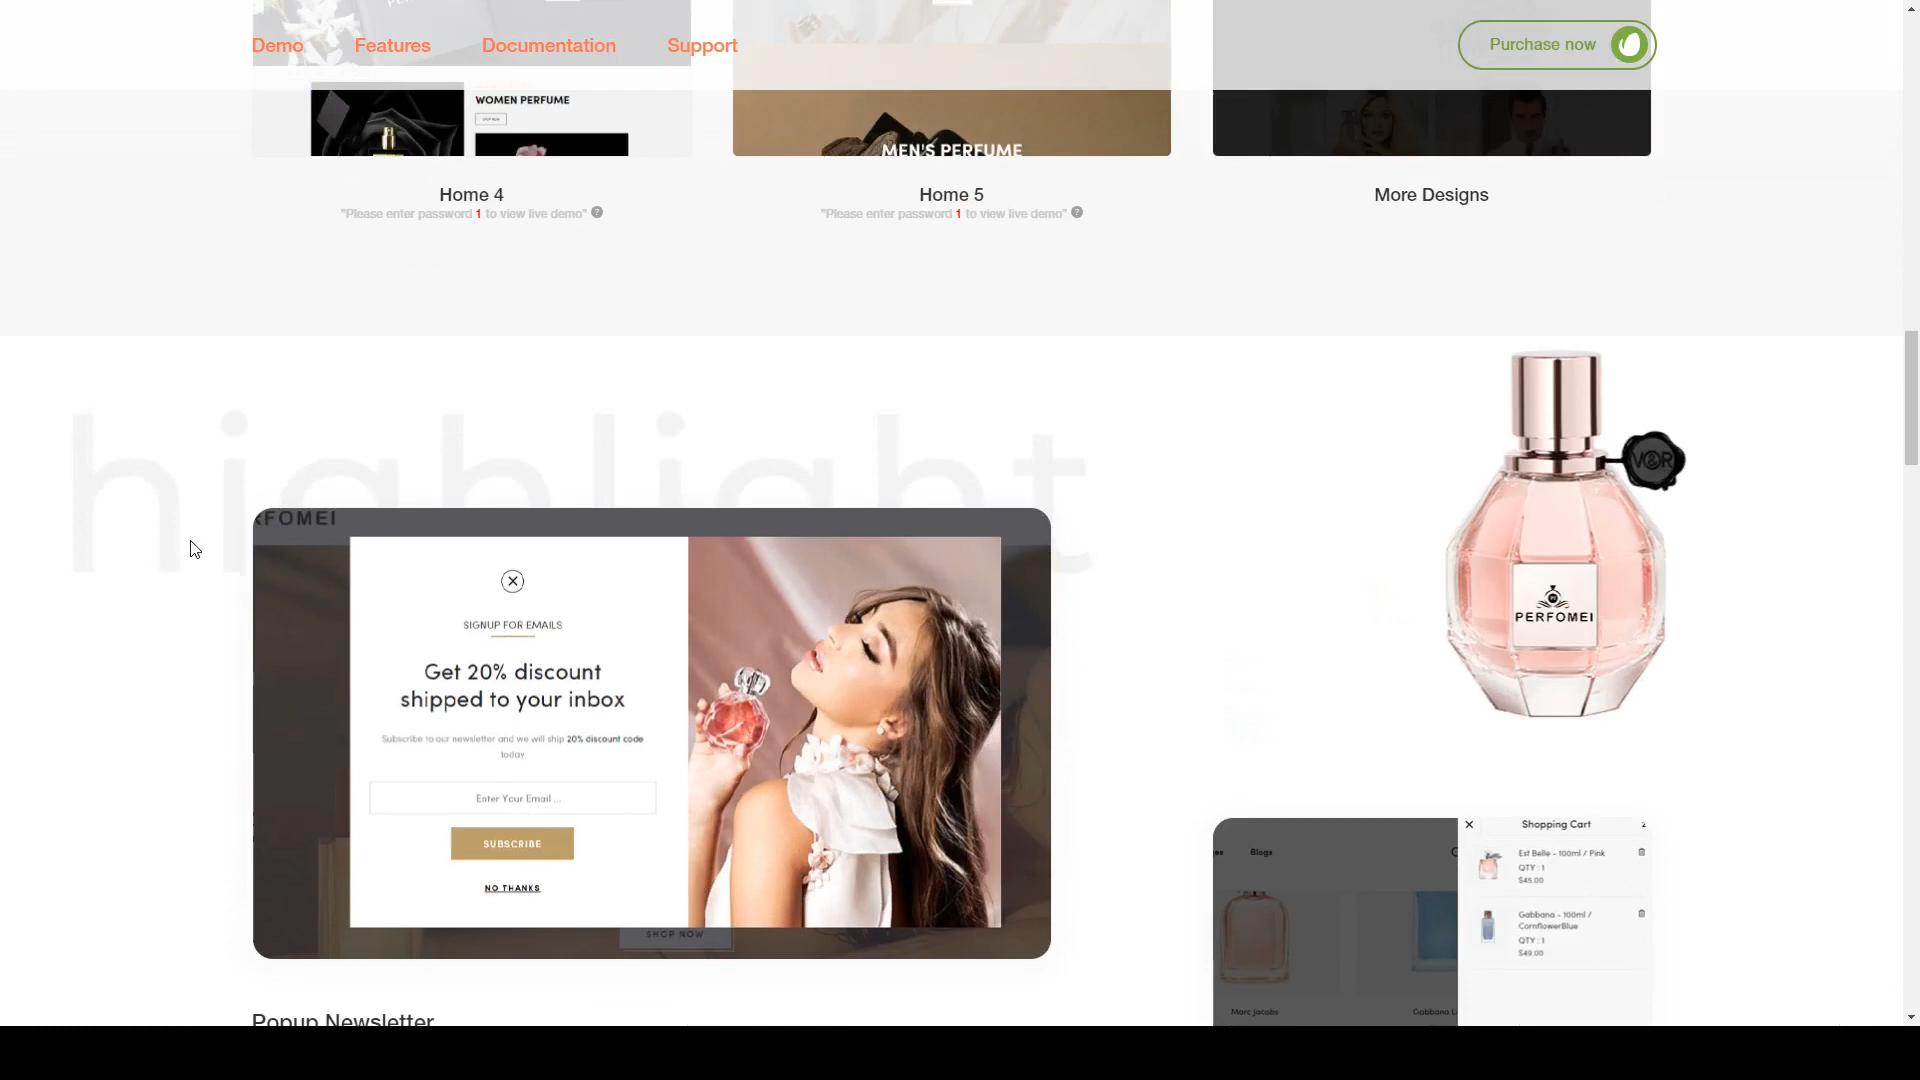 Demo
Features
Documentation
Support
Purchase now
WOMEN PERFUME
MEN'S PERFUME
Home 4
"Please enter password 1 to view live demo"
Home 5
"Please enter password 1 to view live demo"
More Designs
highlight
V&R
RFOMEI
SIGNUP FOR EMAILS
Get 20% discount
shipped to your inbox
Subscribe to our newsletter and we will ship 20% discount code
today
Enter Your Email ...
SUBSCRIBE
NO THANKS
SHOP NOW
PERFOMEI
Blogs
Shopping Cart
Est Belle - 100ml / Pink
QTY : 1
$45.00
Gabbana - 100ml /
CornflowerBlue
QTY : 1
$49.00
Marc jacobs
Gabbana L
Popup Newsletter